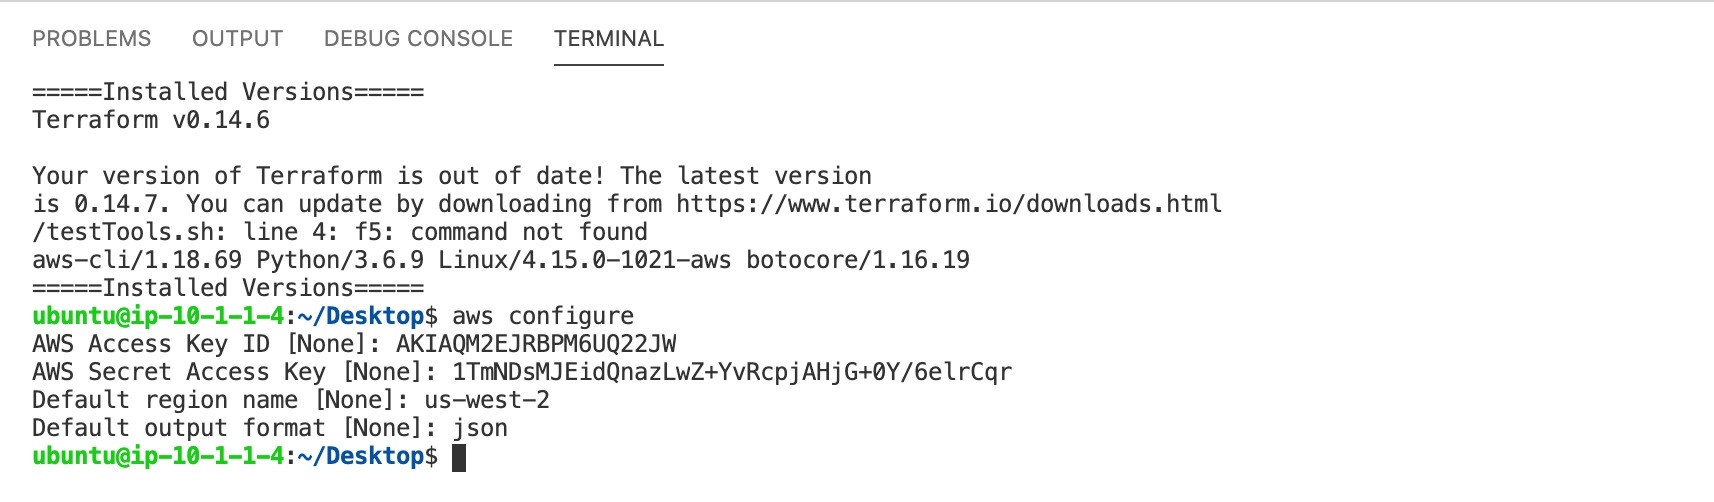 PROBLEMS OUTPUT DEBUG CONSOLE TERMINAL
=====Installed Versions=====
Terraform v0.14.6
Your version of Terraform is out of date! The latest version
is 0.14.7. You can update by downloading from https://www.terraform.io/downloads.html
/testTools.sh: line 4: f5: command not found
aws-cli/1.18.69 Python/3.6.9 Linux/4.15.0-1021-aws botocore/1.16.19
=====Installed Versions=====
ubuntu@ip-10-1-1-4:~/Desktop$ aws configure
AWS Access Key ID [None]: AKIAQM2EJRBPM6UQ22JW
AWS Secret Access Key [None]: 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
Default region name [None]: us-west-2
Default output format [None]: json
ubuntu@ip-10-1-1-4:~/Desktop$